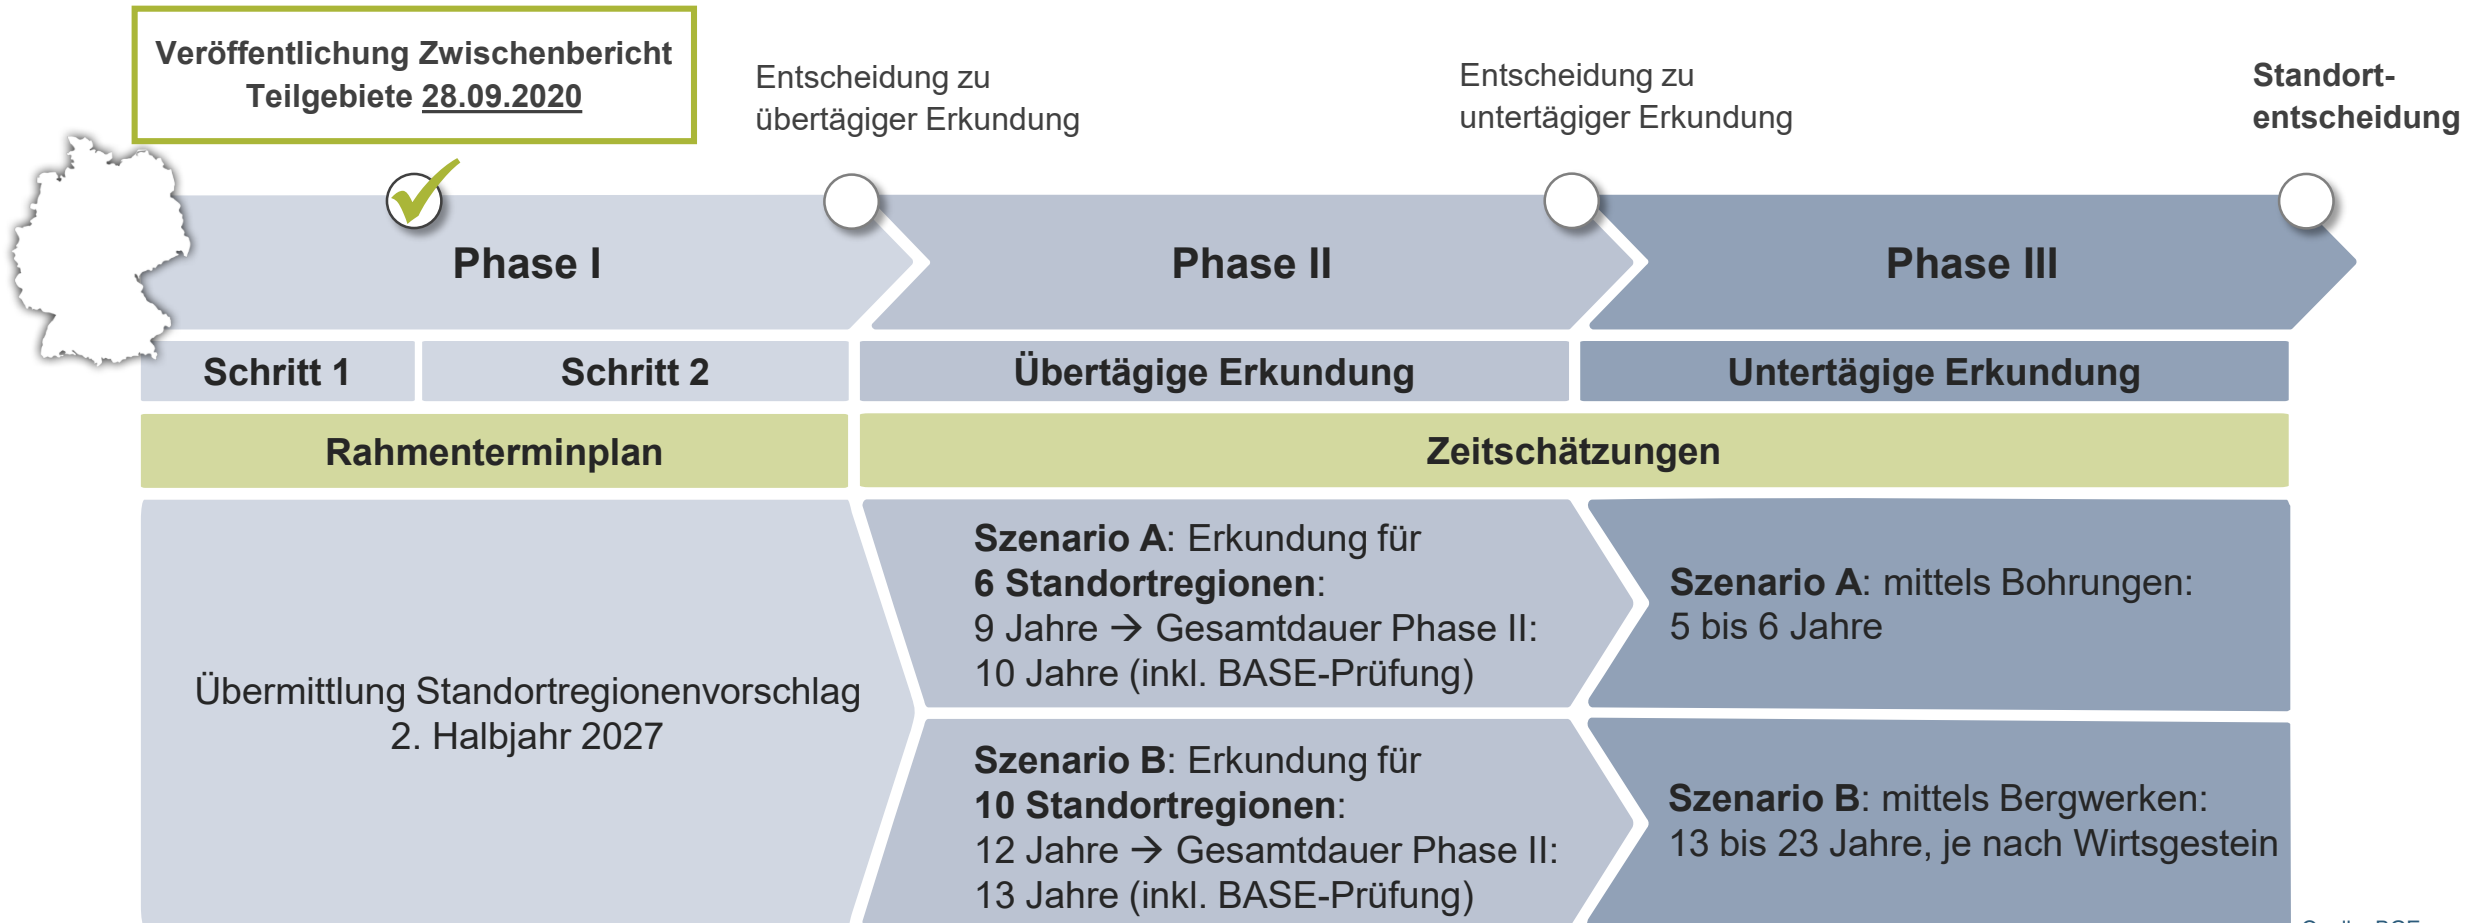 Veröffentlichung Zwischenbericht
Teilgebiete 28.09.2020
Entscheidung zu
übertägiger Erkundung
Entscheidung zu
untertägiger Erkundung
Standort-
entscheidung
Phase I
Phase II
Phase III
Schritt 1
Schritt 2
Übertägige Erkundung
Untertägige Erkundung
Rahmenterminplan
Zeitschätzungen
Übermittlung Standortregionenvorschlag
2. Halbjahr 2027
Szenario A: Erkundung für
6 Standortregionen:
9 Jahre → Gesamtdauer Phase II:
10 Jahre (inkl. BASE-Prüfung)
Szenario A: mittels Bohrungen:
5 bis 6 Jahre
Szenario B: Erkundung für
10 Standortregionen:
12 Jahre → Gesamtdauer Phase II:
13 Jahre (inkl. BASE-Prüfung)
Szenario B: mittels Bergwerken:
13 bis 23 Jahre, je nach Wirtsgestein